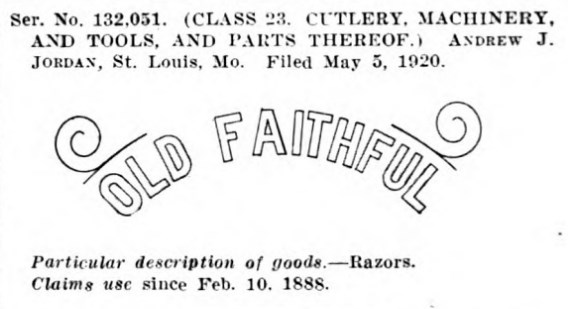 Ser. No. 132,051. (CLASS 23. CUTLERY, MACHINERY,
AND TOOLS, AND PARTS THEREOF.) ANDREW J.
JORDAN, St. Louis, Mo. Filed May 5, 1920.
OLD FAITHFUL
Particular description of goods.—Razors.
Claims use since Feb. 10, 1888.